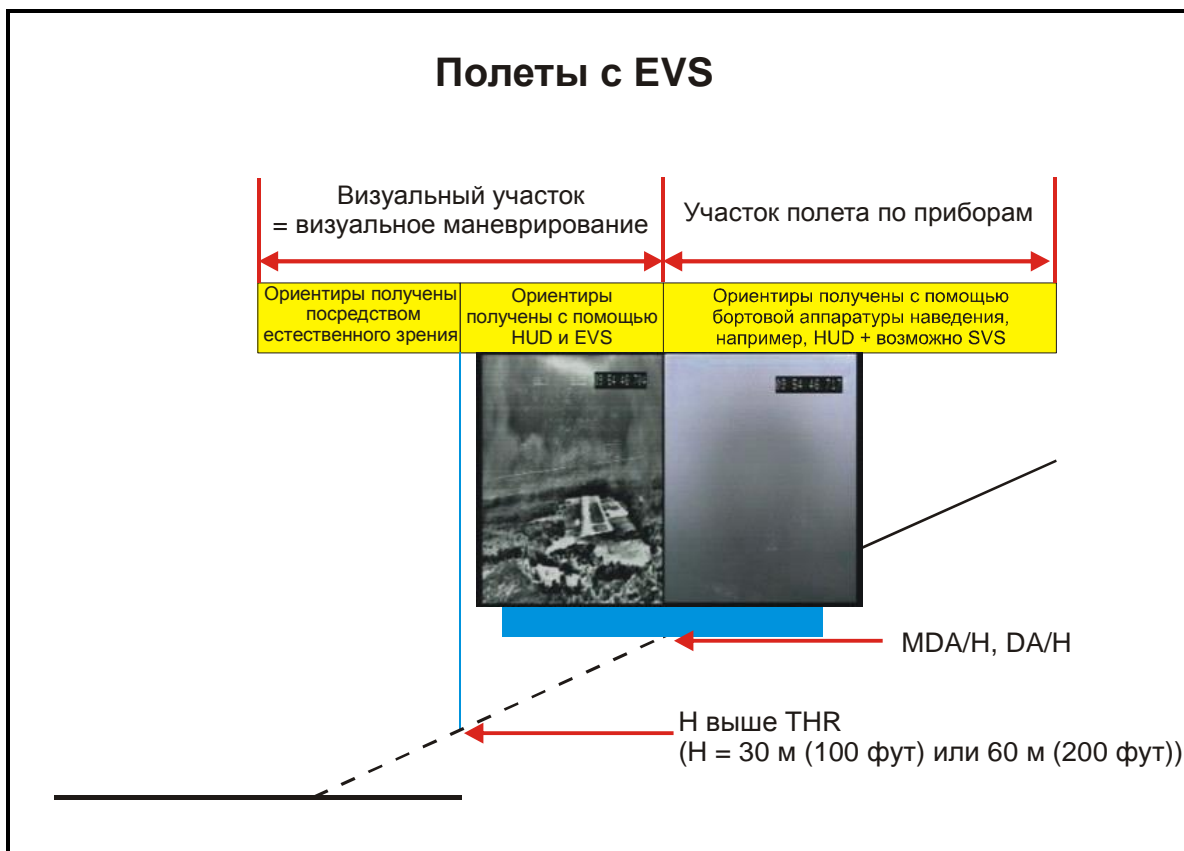 Полеты с EVS
Визуальный участок
= визуальное маневрирование
Участок полета по приборам
Ориентиры получены
посредством
естественного зрения
Ориентиры
получены с помощью
HUD и EVS
Ориентиры получены с помощью
бортовой аппаратуры наведения,
например, HUD + возможно SVS
MDA/H, DA/H
H выше THR
(H = 30 м (100 фут) или 60 м (200 фут))